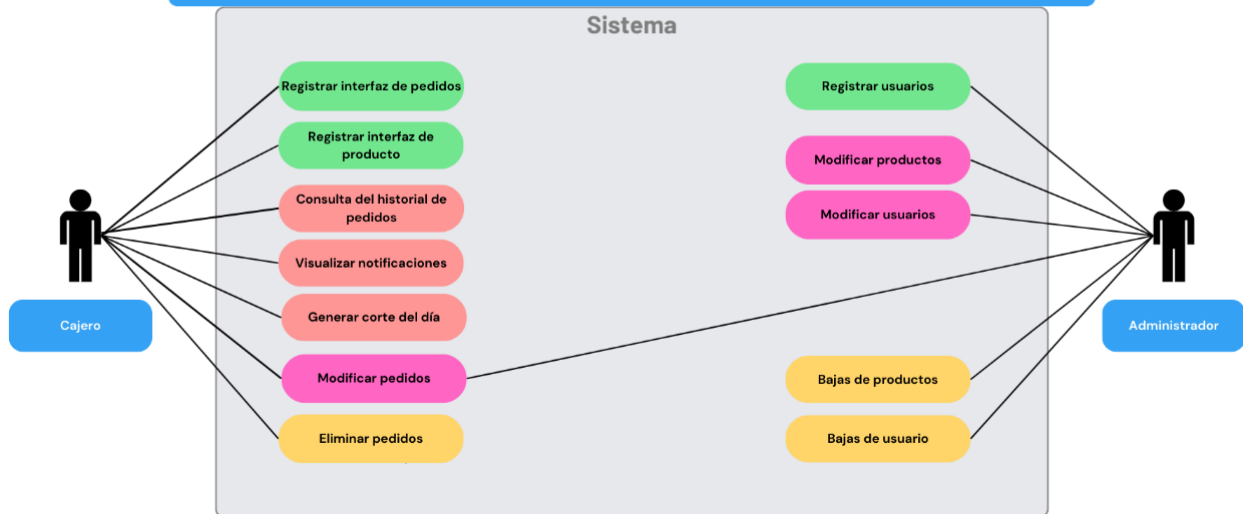 Sistema
Registrar interfaz de pedidos
Registrar interfaz de
producto
Consulta del historial de
pedidos
Visualizar notificaciones
Generar corte del día
Modificar pedidos
Eliminar pedidos
Cajero
Registrar usuarios
Modificar productos
Modificar usuarios
Bajas de productos
Bajas de usuario
Administrador